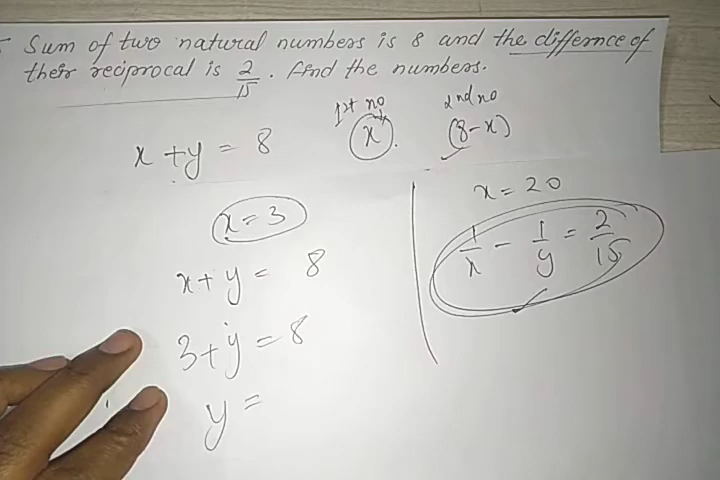 Sum of two natural numbers is 8 and the differnce of
their reciprocal is 2/15. find the numbers.
1st no 2nd no
x + y = 8 x. (8-x)
x = 3
x = 20
1/x - 1/y = 2/15
x + y = 8
3 + y = 8
y =